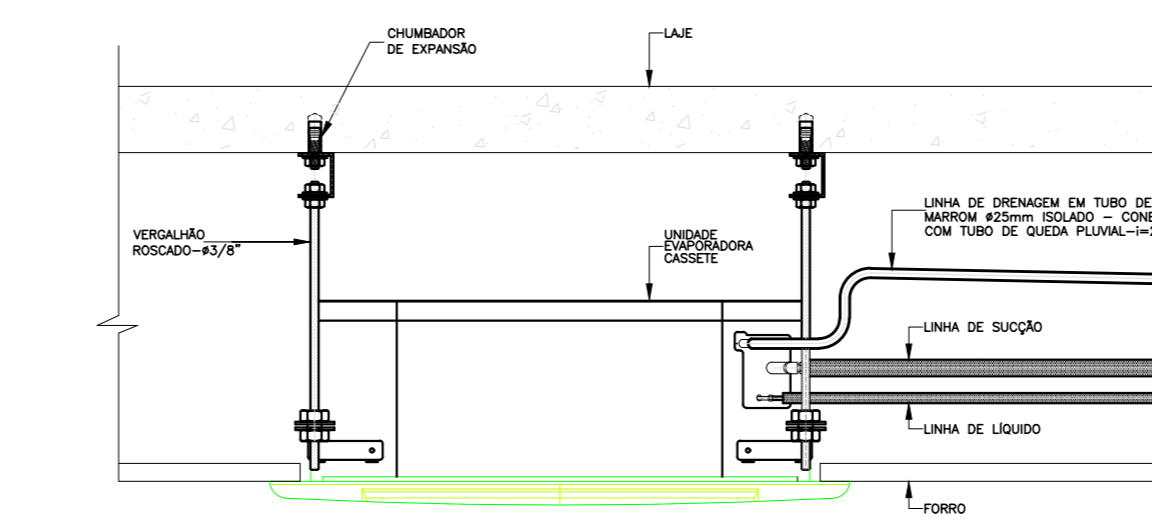 CHUMBADOR
DE EXPANSÃO
LAJE
VERGALHÃO
ROSCADO-ø3/8"
UNIDADE
EVAPORADORA
CASSETE
LINHA DE DRENAGEM EM TUBO DE
MARROM ø25mm ISOLADO - CONE
COM TUBO DE QUEDA PLUVIAL-i=2
LINHA DE SUCÇÃO
LINHA DE LÍQUIDO
FORRO